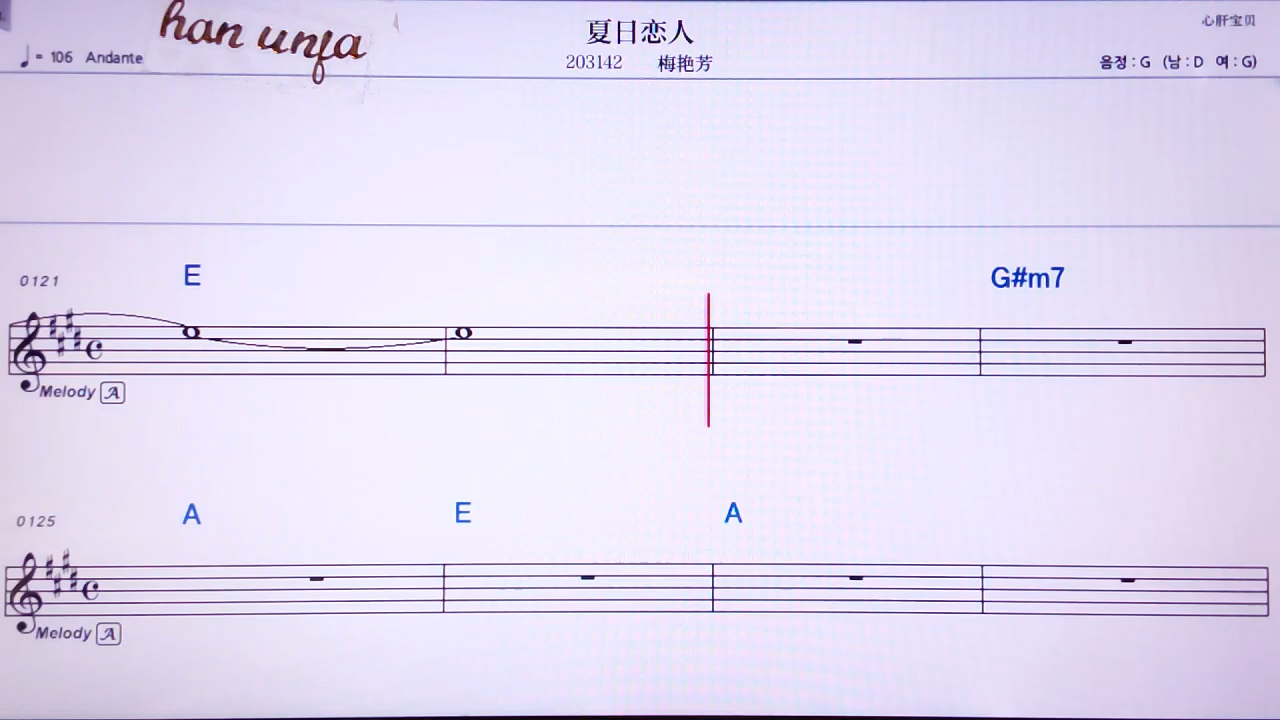 han unfa
夏日恋人
心肝宝贝
♩= 106 Andante
203142 梅艳芳
음정 : G (남 : D 여 : G)
0121 E G#m7
Melody A
0125 A E A
Melody A